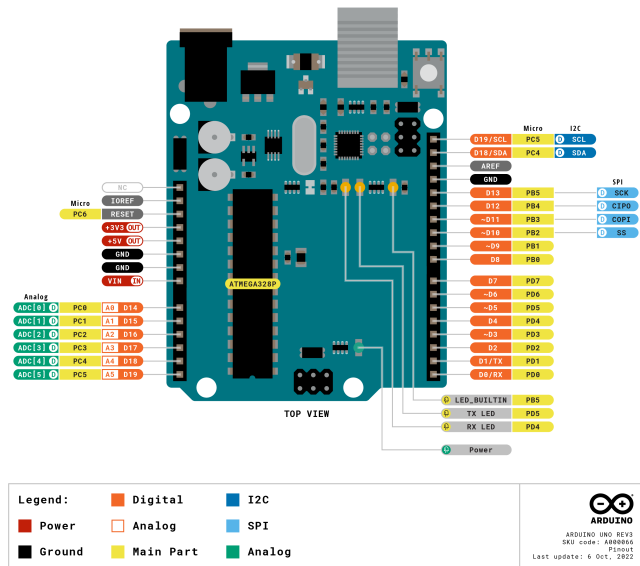 Micro I2C
D19/SCL PC5 D SCL
D18/SDA PC4 D SDA
AREF
GND
SPI
D13 PB5 D SCK
D12 PB4 D CIPO
~D11 PB3 D COPI
~D10 PB2 D SS
~D9 PB1
D8 PB0
D7 PD7
~D6 PD6
~D5 PD5
D4 PD4
~D3 PD3
D2 PD2
D1/TX PD1
D0/RX PD0
NC
IOREF
Micro
PC6 RESET
+3V3 OUT
+5V OUT
GND
GND
VIN IN
Analog
ADC[0] D PC0 A0 D14
ADC[1] D PC1 A1 D15
ADC[2] D PC2 A2 D16
ADC[3] D PC3 A3 D17
ADC[4] D PC4 A4 D18
ADC[5] D PC5 A5 D19
ATMEGA328P
LED_BUILTIN PB5
TX LED PD5
RX LED PD4
Power
TOP VIEW
Legend:
Digital
I2C
Power
Analog
SPI
Ground
Main Part
Analog
ARDUINO
ARDUINO UNO REV3
SKU code: A000066
Pinout
Last update: 6 Oct, 2022